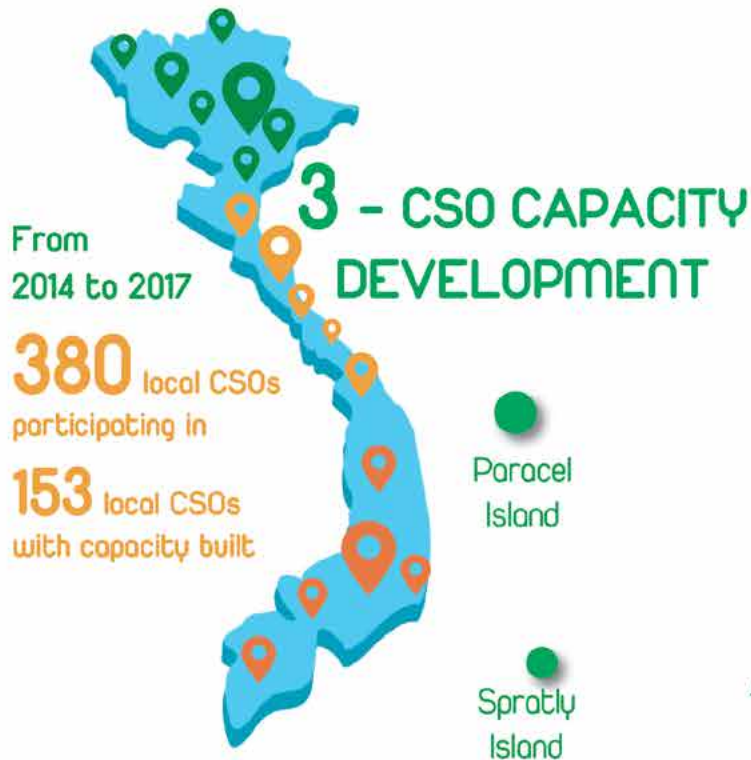 3 - CSO CAPACITY
DEVELOPMENT
From
2014 to 2017
380 local CSOs
participating in
153 local CSOs
with capacity built
Paracel
Island
Spratly
Island